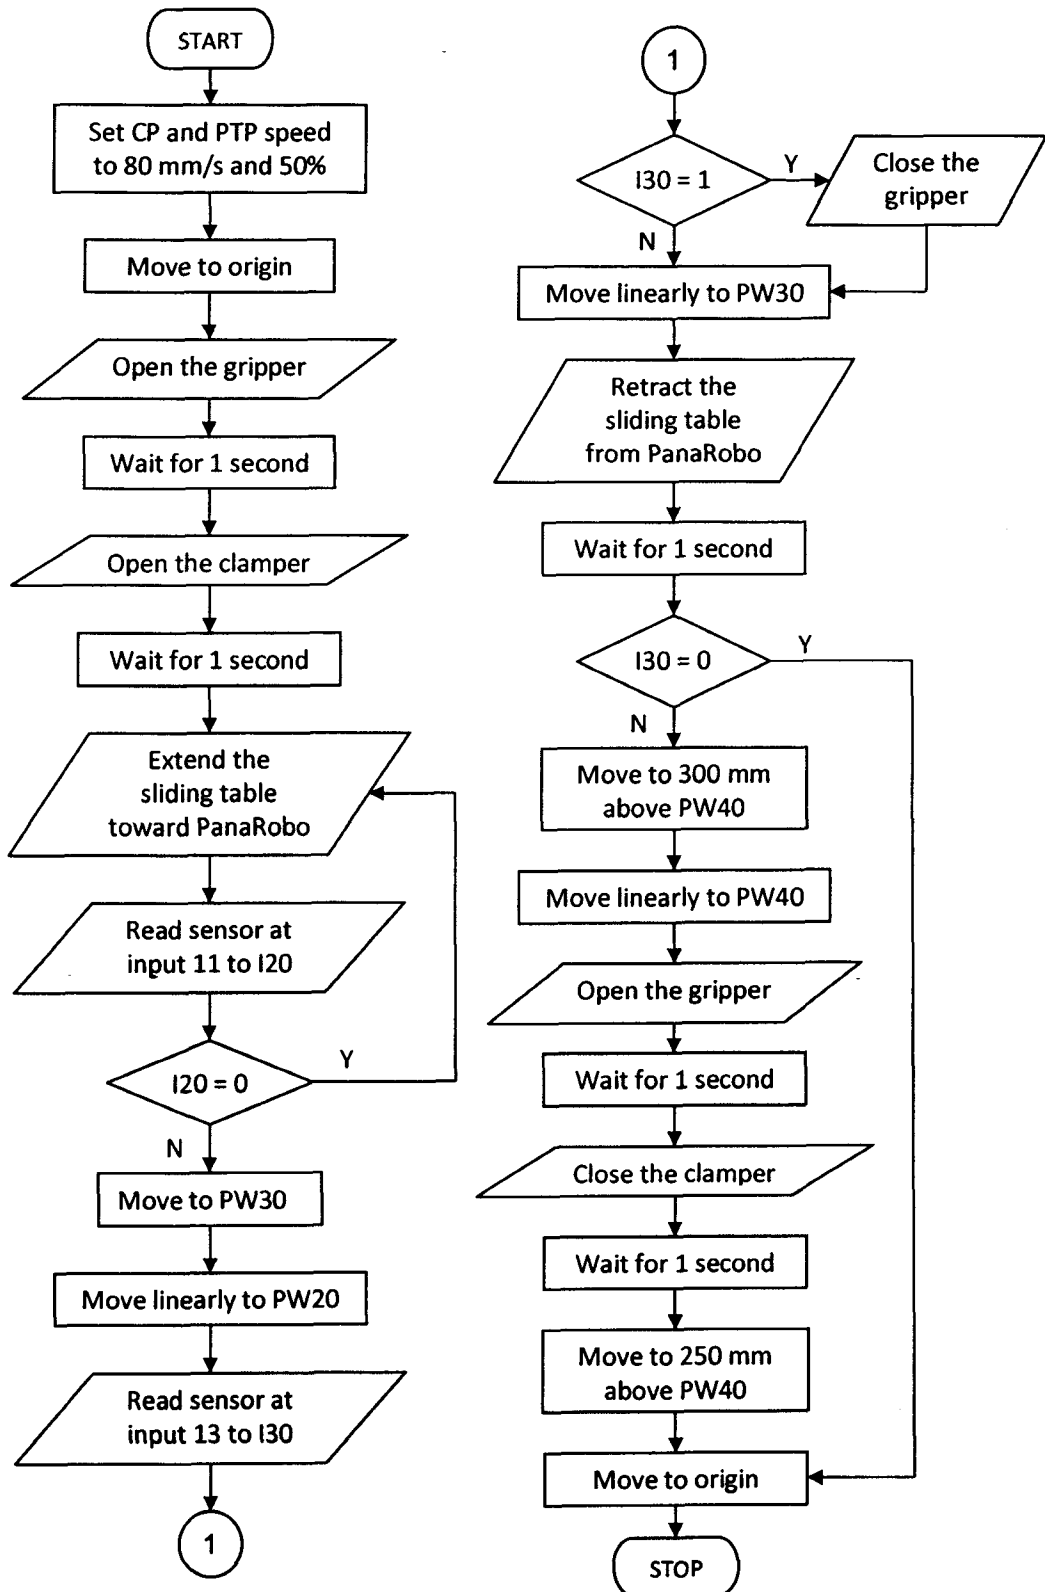 START
Set CP and PTP speed
to 80 mm/s and 50%
Move to origin
Open the gripper
Wait for 1 second
Open the clamper
Wait for 1 second
Extend the
sliding table
toward PanaRobo
Read sensor at
input 11 to I20
I20 = 0
Y
N
Move to PW30
Move linearly to PW20
Read sensor at
input 13 to I30
1
1
I30 = 1
Y
Close the
gripper
N
Move linearly to PW30
Retract the
sliding table
from PanaRobo
Wait for 1 second
I30 = 0
Y
N
Move to 300 mm
above PW40
Move linearly to PW40
Open the gripper
Wait for 1 second
Close the clamper
Wait for 1 second
Move to 250 mm
above PW40
Move to origin
STOP